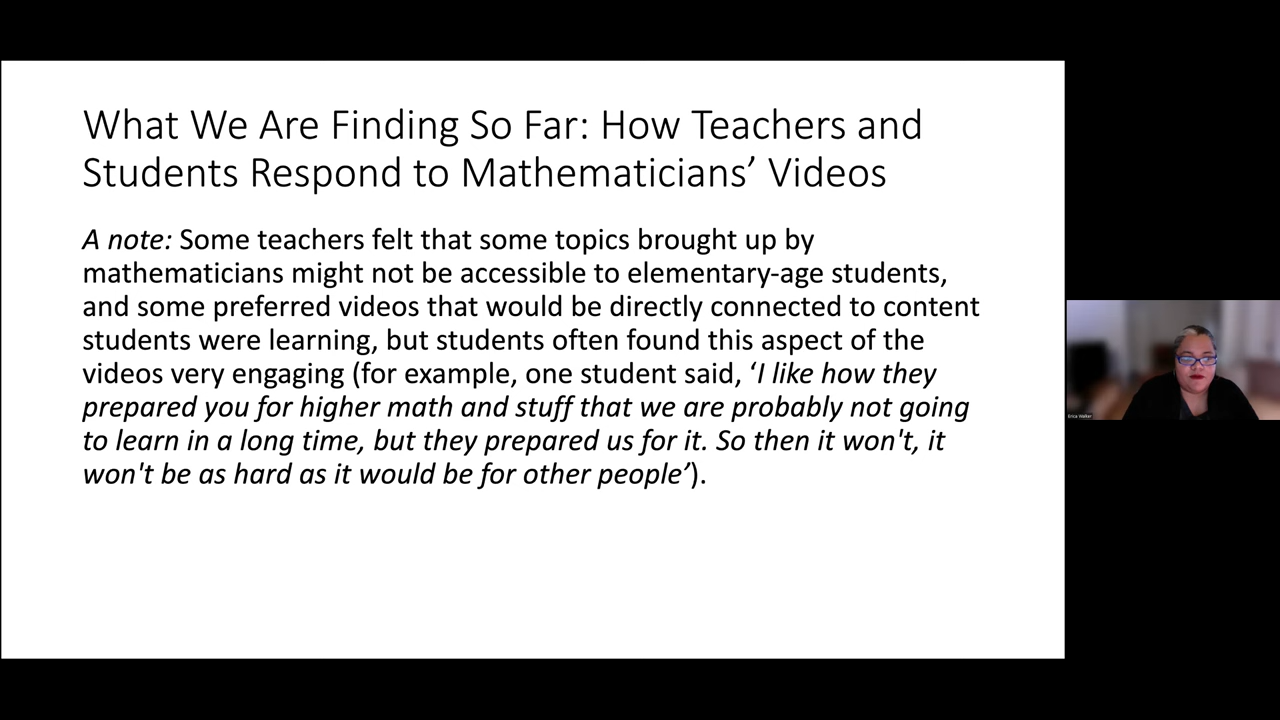 What We Are Finding So Far: How Teachers and
Students Respond to Mathematicians’ Videos
A note: Some teachers felt that some topics brought up by
mathematicians might not be accessible to elementary-age students,
and some preferred videos that would be directly connected to content
students were learning, but students often found this aspect of the
videos very engaging (for example, one student said, ‘I like how they
prepared you for higher math and stuff that we are probably not going
to learn in a long time, but they prepared us for it. So then it won't, it
won't be as hard as it would be for other people’).
Erica Walker